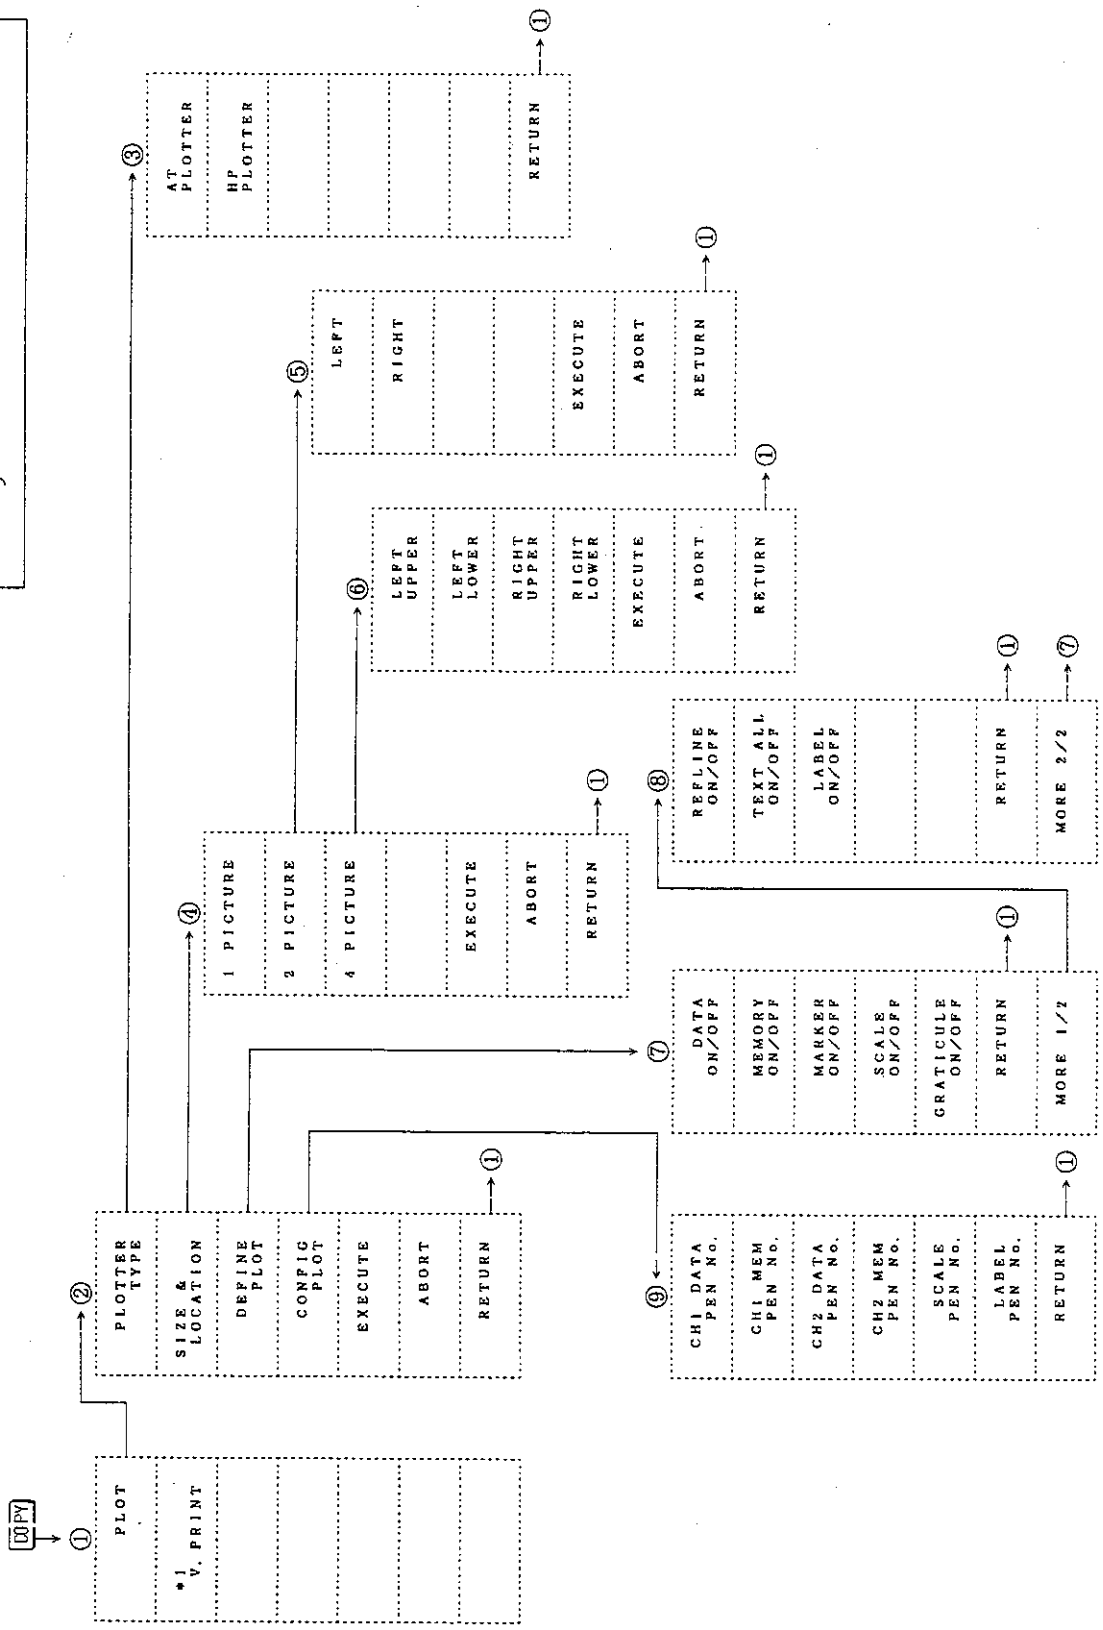 COPY
①
PLOT
*1
V. PRINT
②
PLOTTER
TYPE
SIZE &
LOCATION
DEFINE
PLOT
CONFIG
PLOT
EXECUTE
ABORT
RETURN
①
③
AT
PLOTTER
HP
PLOTTER
RETURN
①
④
1 PICTURE
2 PICTURE
4 PICTURE
EXECUTE
ABORT
RETURN
①
⑤
LEFT
RIGHT
EXECUTE
ABORT
RETURN
①
⑥
LEFT
UPPER
LEFT
LOWER
RIGHT
UPPER
RIGHT
LOWER
EXECUTE
ABORT
RETURN
①
⑦
DATA
ON/OFF
MEMORY
ON/OFF
MARKER
ON/OFF
SCALE
ON/OFF
GRATICULE
ON/OFF
RETURN
①
MORE 1/2
⑧
REFLINE
ON/OFF
TEXT ALL
ON/OFF
LABEL
ON/OFF
RETURN
①
MORE 2/2
⑦
⑨
CH1 DATA
PEN No.
CH1 MEM
PEN No.
CH2 DATA
PEN No.
CH2 MEM
PEN No.
SCALE
PEN No.
LABEL
PEN No.
RETURN
①